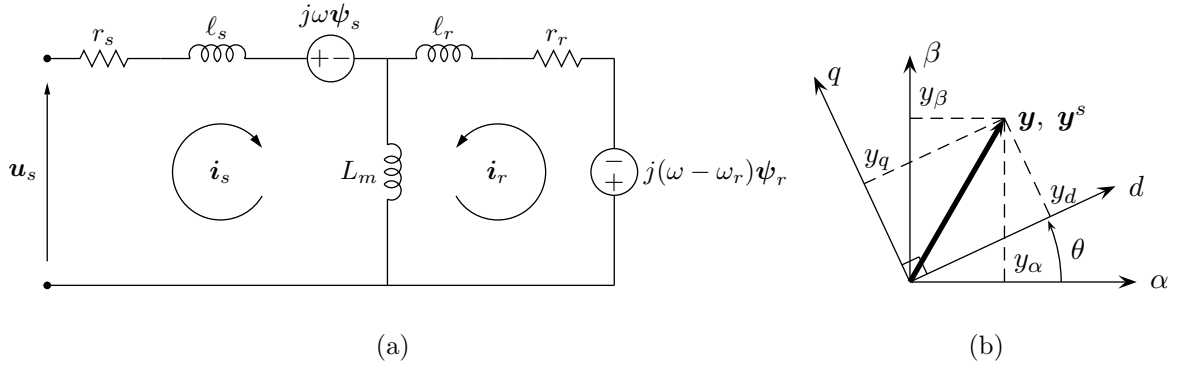 jωψ_s
r_s
ℓ_s
+ −
ℓ_r
r_r
u_s
i_s
L_m
i_r
−
+
j(ω − ω_r)ψ_r
(a)
q
β
y_β
y, y^s
y_q
y_d
d
θ
y_α
α
(b)